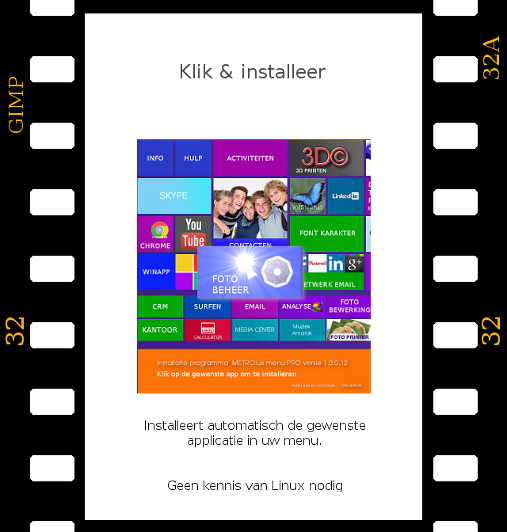 Klik & installeer
GIMP
32A
INFO
HULP
ACTIVITEITEN
3D©
3D PRINTEN
SKYPE
LinkedIn
CHROME
You
Tube
CONTACTEN
FONT KARAKTER
WINAPP
FOTO
BEHEER
Pinterest
in
g+
ETWERK EMAIL
CRM
SURFEN
EMAIL
ANALYSE
FOTO
BEWERKING
KANTOOR
CALCULATOR
MEDIA CENTER
Muziek
Amarok
FOTO PRINTER
Installatie programma METROlux menu PRO versie 1.3.0.12
Klik op de gewenste app om te installeren
32
32
Installeert automatisch de gewenste
applicatie in uw menu.
Geen kennis van Linux nodig